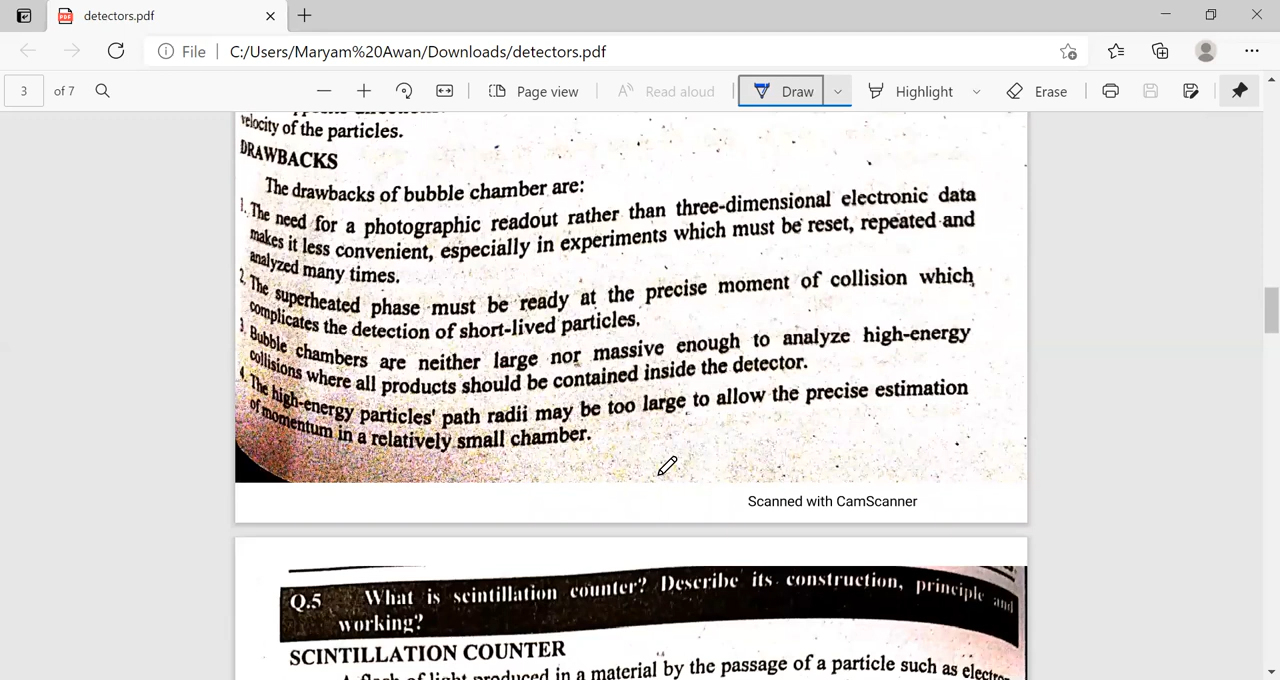 detectors.pdf
File
C:/Users/Maryam%20Awan/Downloads/detectors.pdf
3 of 7
Page view
Read aloud
Draw
Highlight
Erase
velocity of the particles.
DRAWBACKS
The drawbacks of bubble chamber are:
1. The need for a photographic readout rather than three-dimensional electronic data
makes it less convenient, especially in experiments which must be reset, repeated and
analyzed many times.
2. The superheated phase must be ready at the precise moment of collision which
complicates the detection of short-lived particles.
3. Bubble chambers are neither large nor massive enough to analyze high-energy
collisions where all products should be contained inside the detector.
4. The high-energy particles' path radii may be too large to allow the precise estimation
of momentum in a relatively small chamber.
Scanned with CamScanner
Q.5 What is scintillation counter? Describe its construction, principle and
working?
SCINTILLATION COUNTER
A flash of light produced in a material by the passage of a particle such as electron